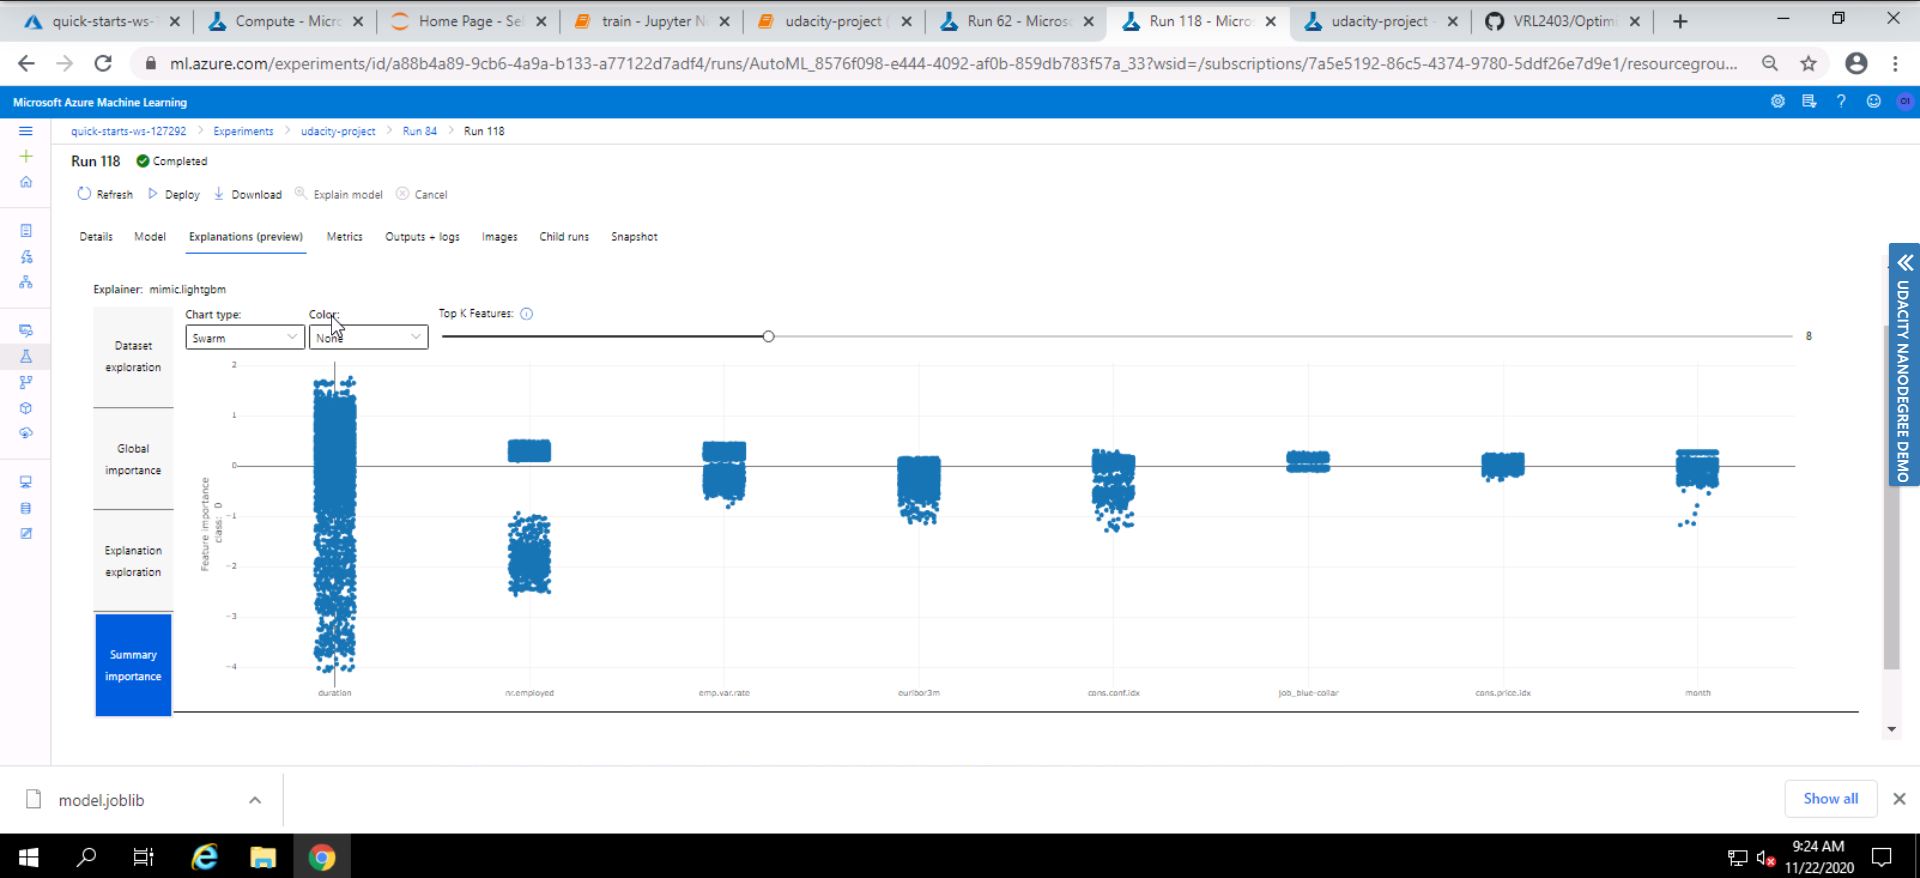 quick-starts-ws-
Compute - Micro
Home Page - Sel
train - Jupyter N
udacity-project (
Run 62 - Microso
Run 118 - Micro
udacity-project -
VRL2403/Optimi
ml.azure.com/experiments/id/a88b4a89-9cb6-4a9a-b133-a77122d7adf4/runs/AutoML_8576f098-e444-4092-af0b-859db783f57a_33?wsid=/subscriptions/7a5e5192-86c5-4374-9780-5ddf26e7d9e1/resourcegrou...
Microsoft Azure Machine Learning
OI
quick-starts-ws-127292 > Experiments > udacity-project > Run 84 > Run 118
Run 118 Completed
Refresh Deploy Download Explain model Cancel
Details Model Explanations (preview) Metrics Outputs + logs Images Child runs Snapshot
Explainer: mimic.lightgbm
Chart type: Color: Top K Features:
Swarm None 8
Dataset
exploration
Global
importance
Explanation
exploration
Summary
importance
2
1
0
−1
−2
−3
−4
Feature importance
class: 0
duration nr.employed emp.var.rate euribor3m cons.conf.idx job_blue-collar cons.price.idx month
UDACITY NANODEGREE DEMO
model.joblib
Show all
9:24 AM
11/22/2020